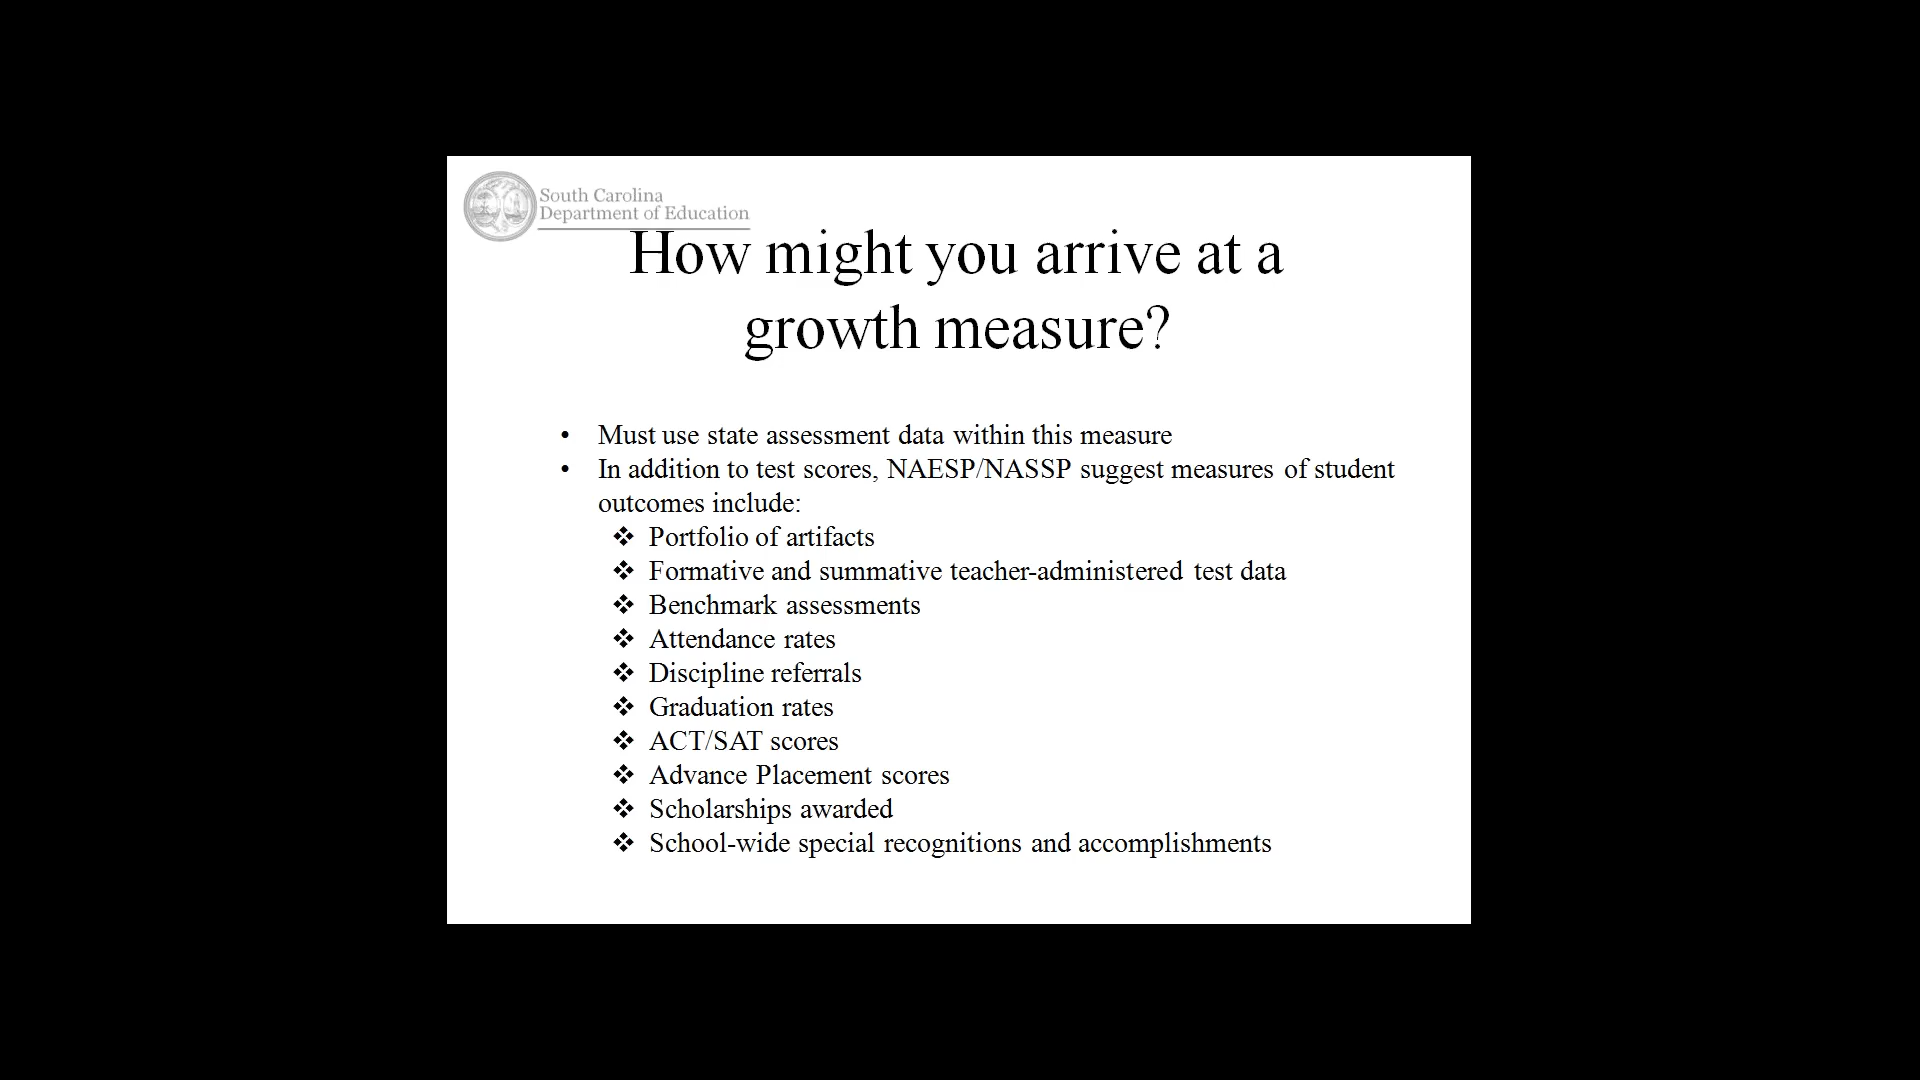 South Carolina
Department of Education
How might you arrive at a
growth measure?
• Must use state assessment data within this measure
• In addition to test scores, NAESP/NASSP suggest measures of student
outcomes include:
❖ Portfolio of artifacts
❖ Formative and summative teacher-administered test data
❖ Benchmark assessments
❖ Attendance rates
❖ Discipline referrals
❖ Graduation rates
❖ ACT/SAT scores
❖ Advance Placement scores
❖ Scholarships awarded
❖ School-wide special recognitions and accomplishments